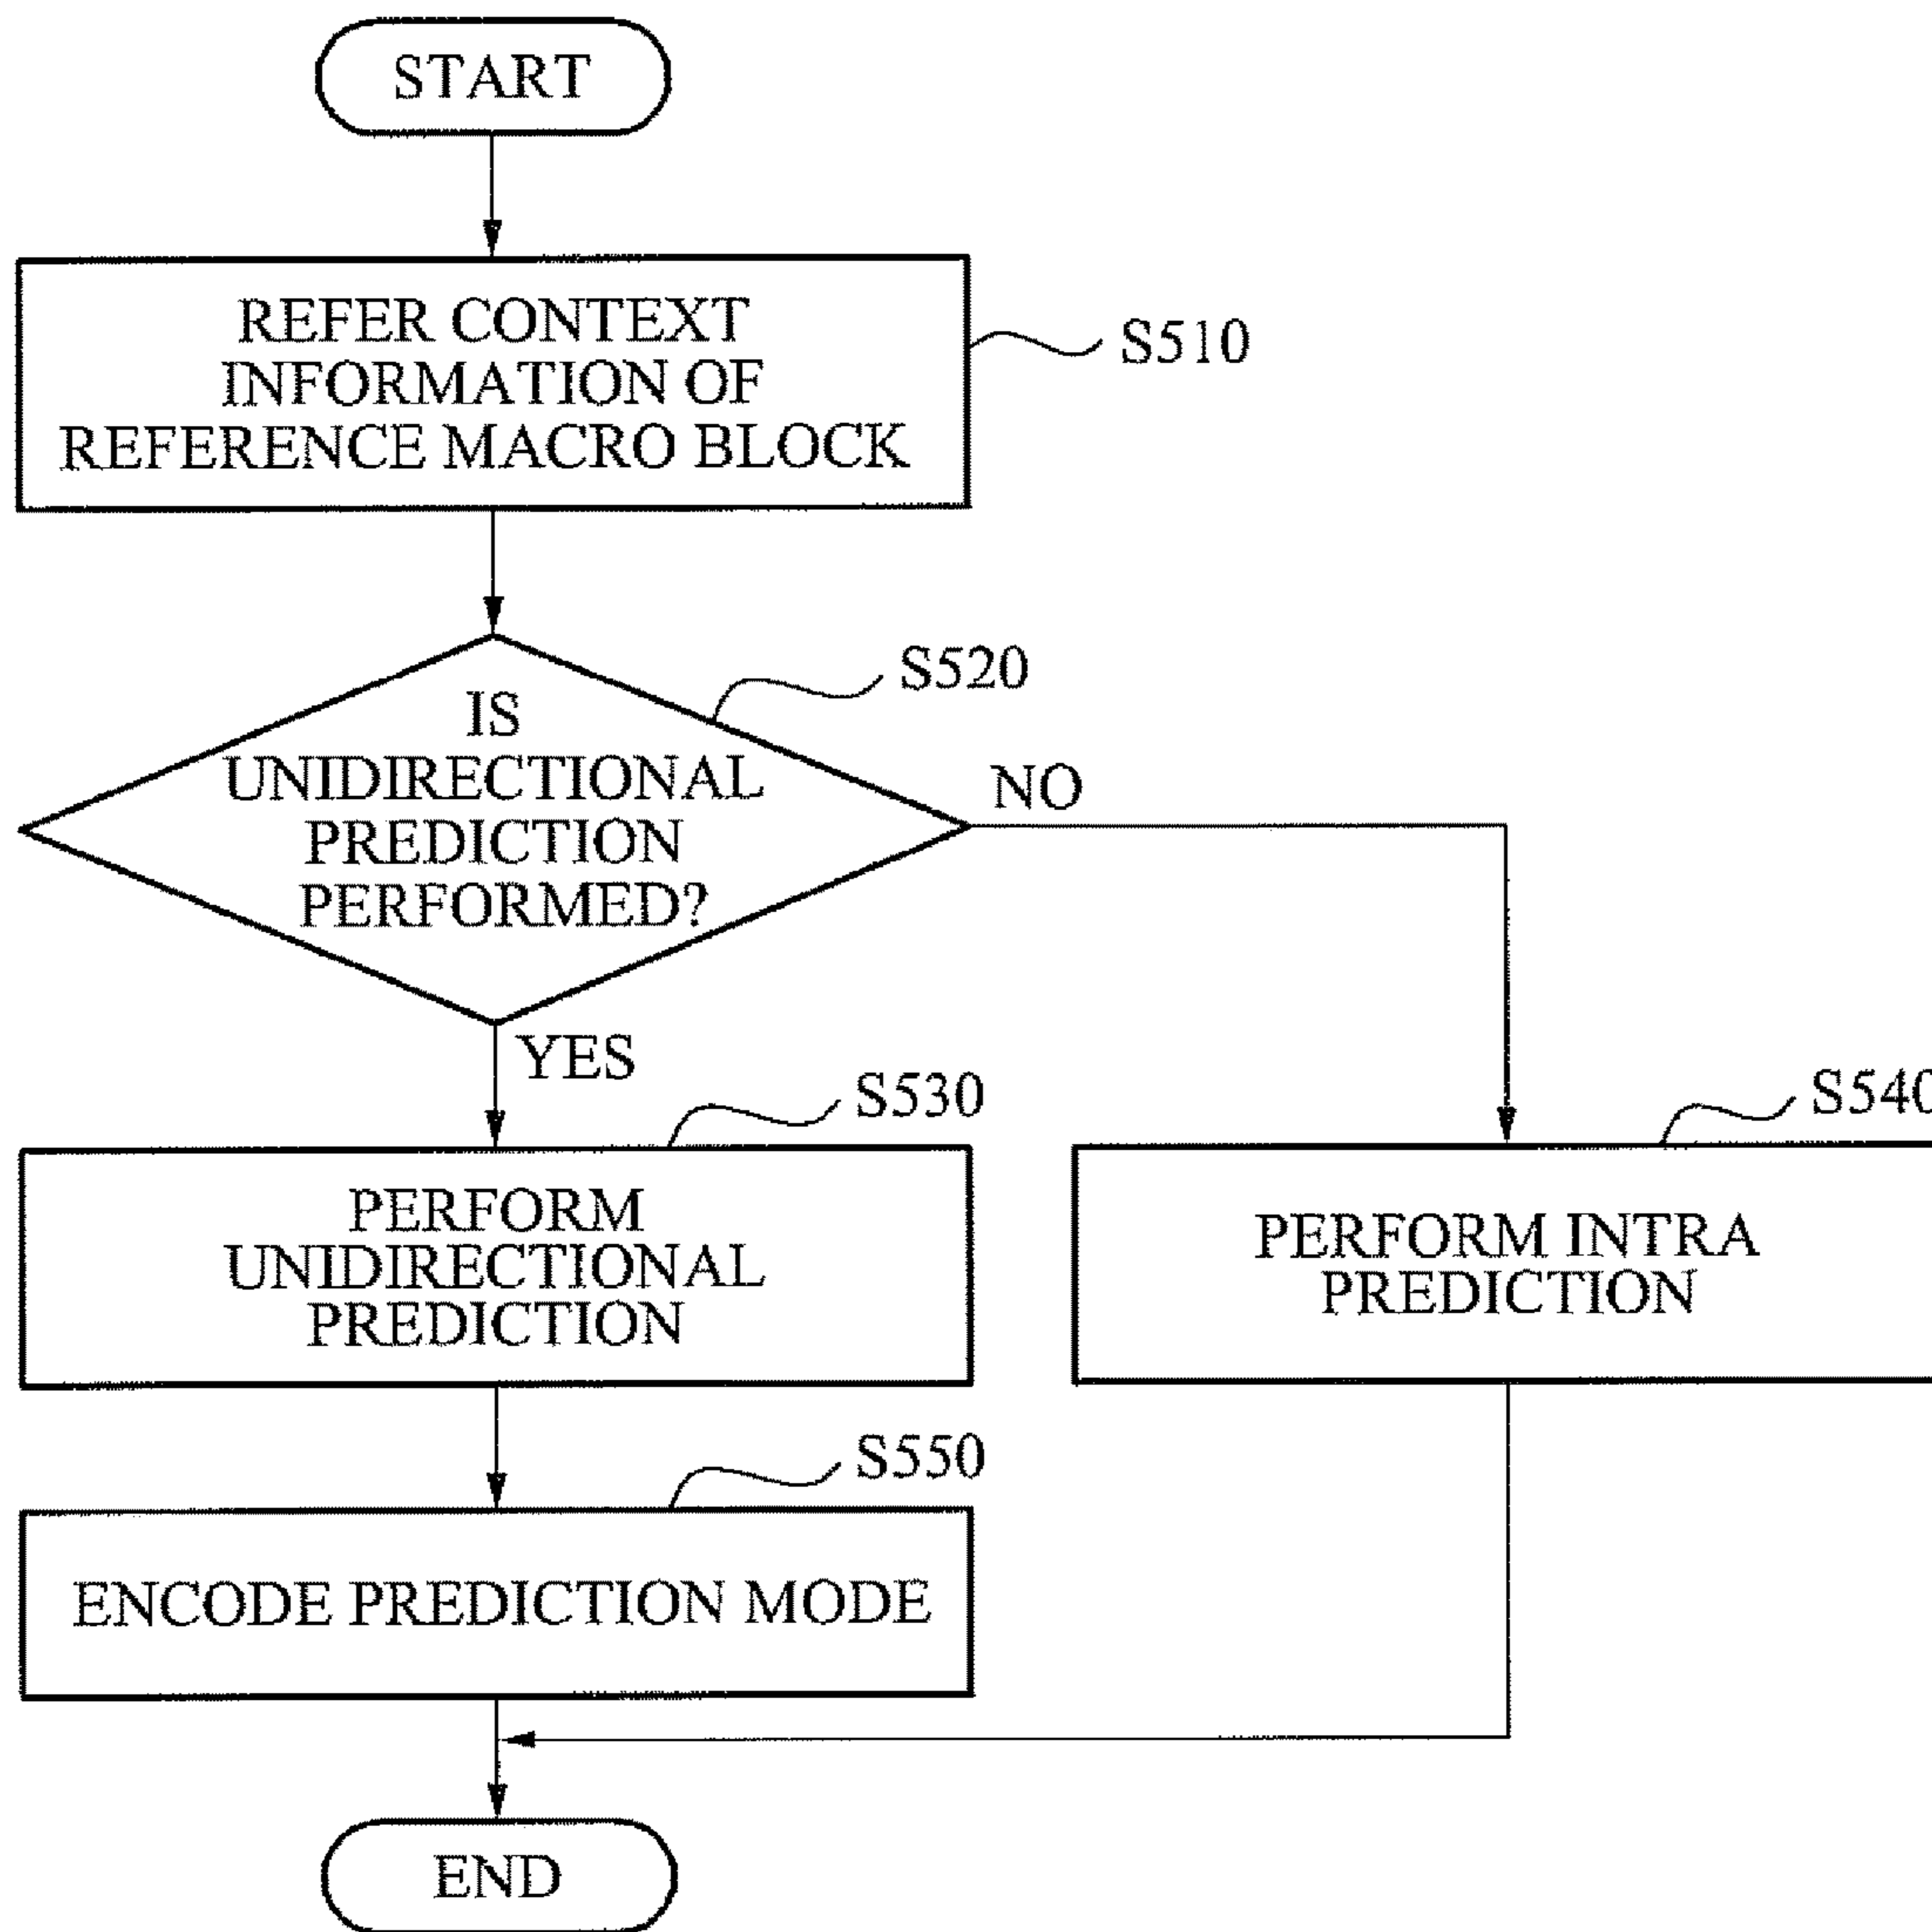 START
REFER CONTEXT
INFORMATION OF
REFERENCE MACRO BLOCK
S510
S520
IS
UNIDIRECTIONAL
PREDICTION
PERFORMED?
NO
YES
S530
PERFORM
UNIDIRECTIONAL
PREDICTION
S540
PERFORM INTRA
PREDICTION
S550
ENCODE PREDICTION MODE
END